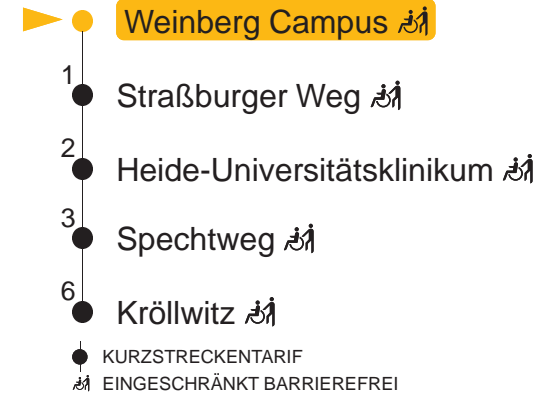 Weinberg Campus
1
Straßburger Weg
2
Heide-Universitätsklinikum
3
Spechtweg
6
Kröllwitz
KURZSTRECKENTARIF
EINGESCHRÄNKT BARRIEREFREI